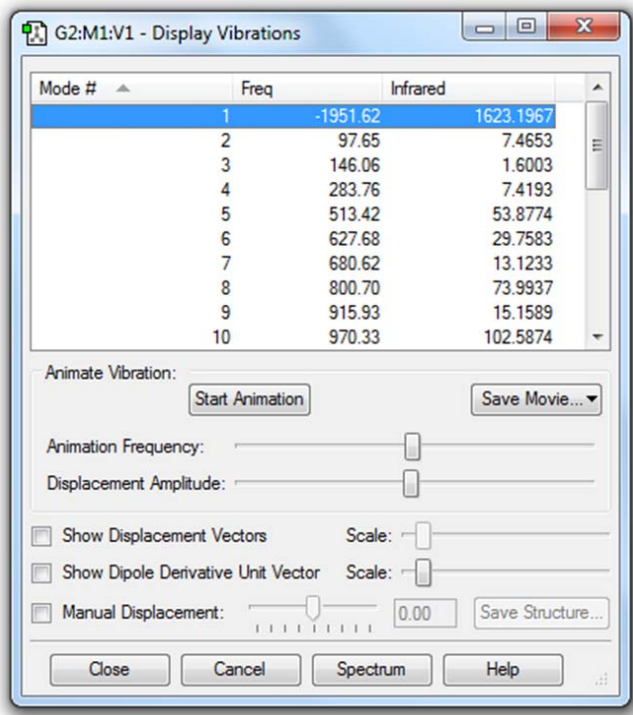 G2:M1:V1 - Display Vibrations
Mode # Freq Infrared
1 -1951.62 1623.1967
2 97.65 7.4653
3 146.06 1.6003
4 283.76 7.4193
5 513.42 53.8774
6 627.68 29.7583
7 680.62 13.1233
8 800.70 73.9937
9 915.93 15.1589
10 970.33 102.5874
Animate Vibration:
Start Animation Save Movie...
Animation Frequency:
Displacement Amplitude:
Show Displacement Vectors Scale:
Show Dipole Derivative Unit Vector Scale:
Manual Displacement: 0.00 Save Structure...
Close Cancel Spectrum Help